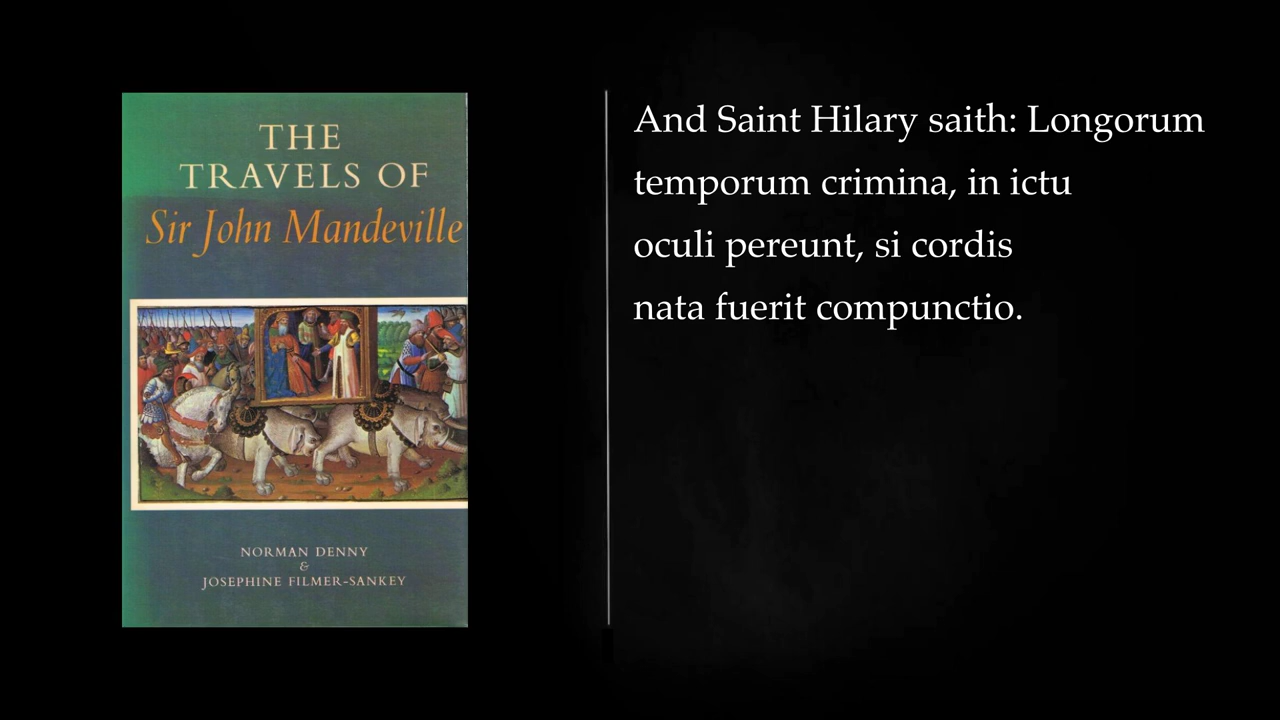 THE
TRAVELS OF
Sir John Mandeville
NORMAN DENNY
&
JOSEPHINE FILMER-SANKEY
And Saint Hilary saith: Longorum
temporum crimina, in ictu
oculi pereunt, si cordis
nata fuerit compunctio.